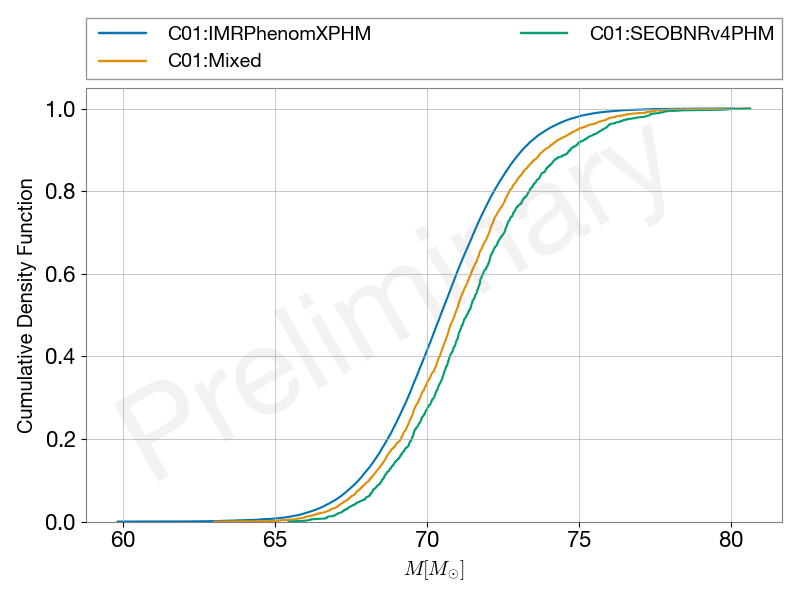 C01:IMRPhenomXPHM
C01:Mixed
C01:SEOBNRv4PHM
Cumulative Density Function
1.0
0.8
0.6
0.4
0.2
0.0
60
65
70
75
80
M[M⊙]
Preliminary